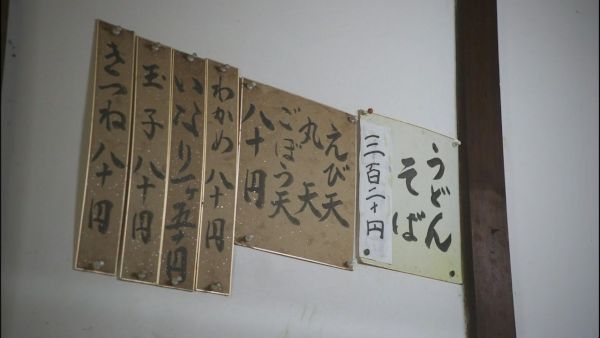 うどん
そば
三百二十円
えび天
丸天
ごぼう天
八十円
わかめ 八十円
いなり一ヶ五十円
玉子 八十円
きつね 八十円